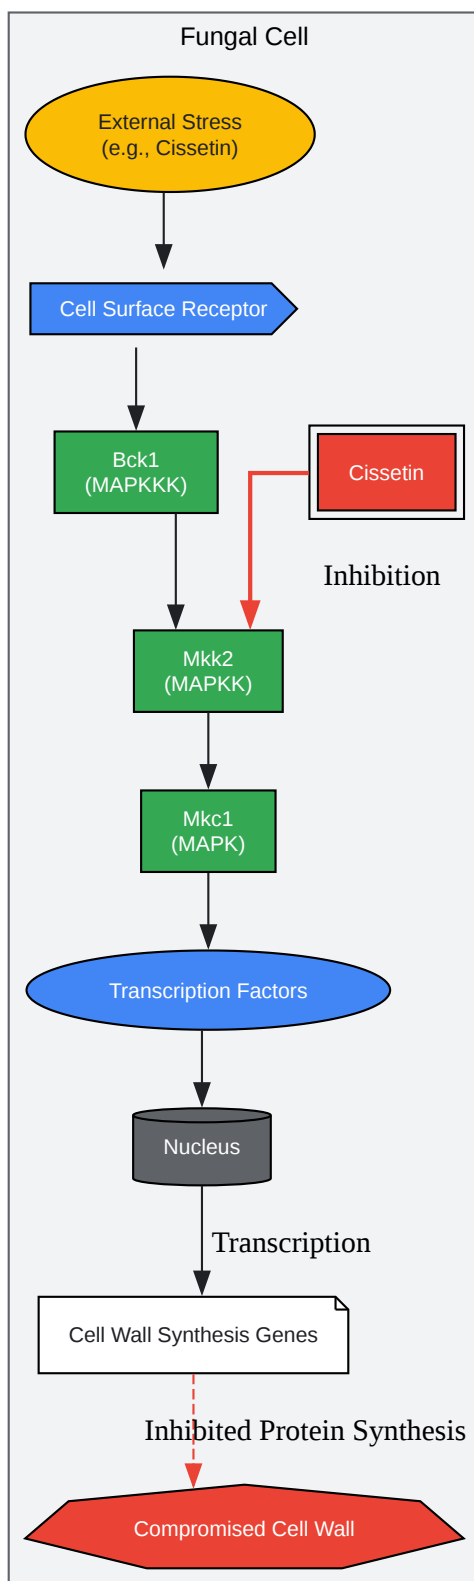 Fungal Cell
External Stress
(e.g., Cissetin)
Cell Surface Receptor
Bck1
(MAPKKK)
Cissetin
Inhibition
Mkk2
(MAPKK)
Mkc1
(MAPK)
Transcription Factors
Nucleus
Transcription
Cell Wall Synthesis Genes
Inhibited Protein Synthesis
Compromised Cell Wall